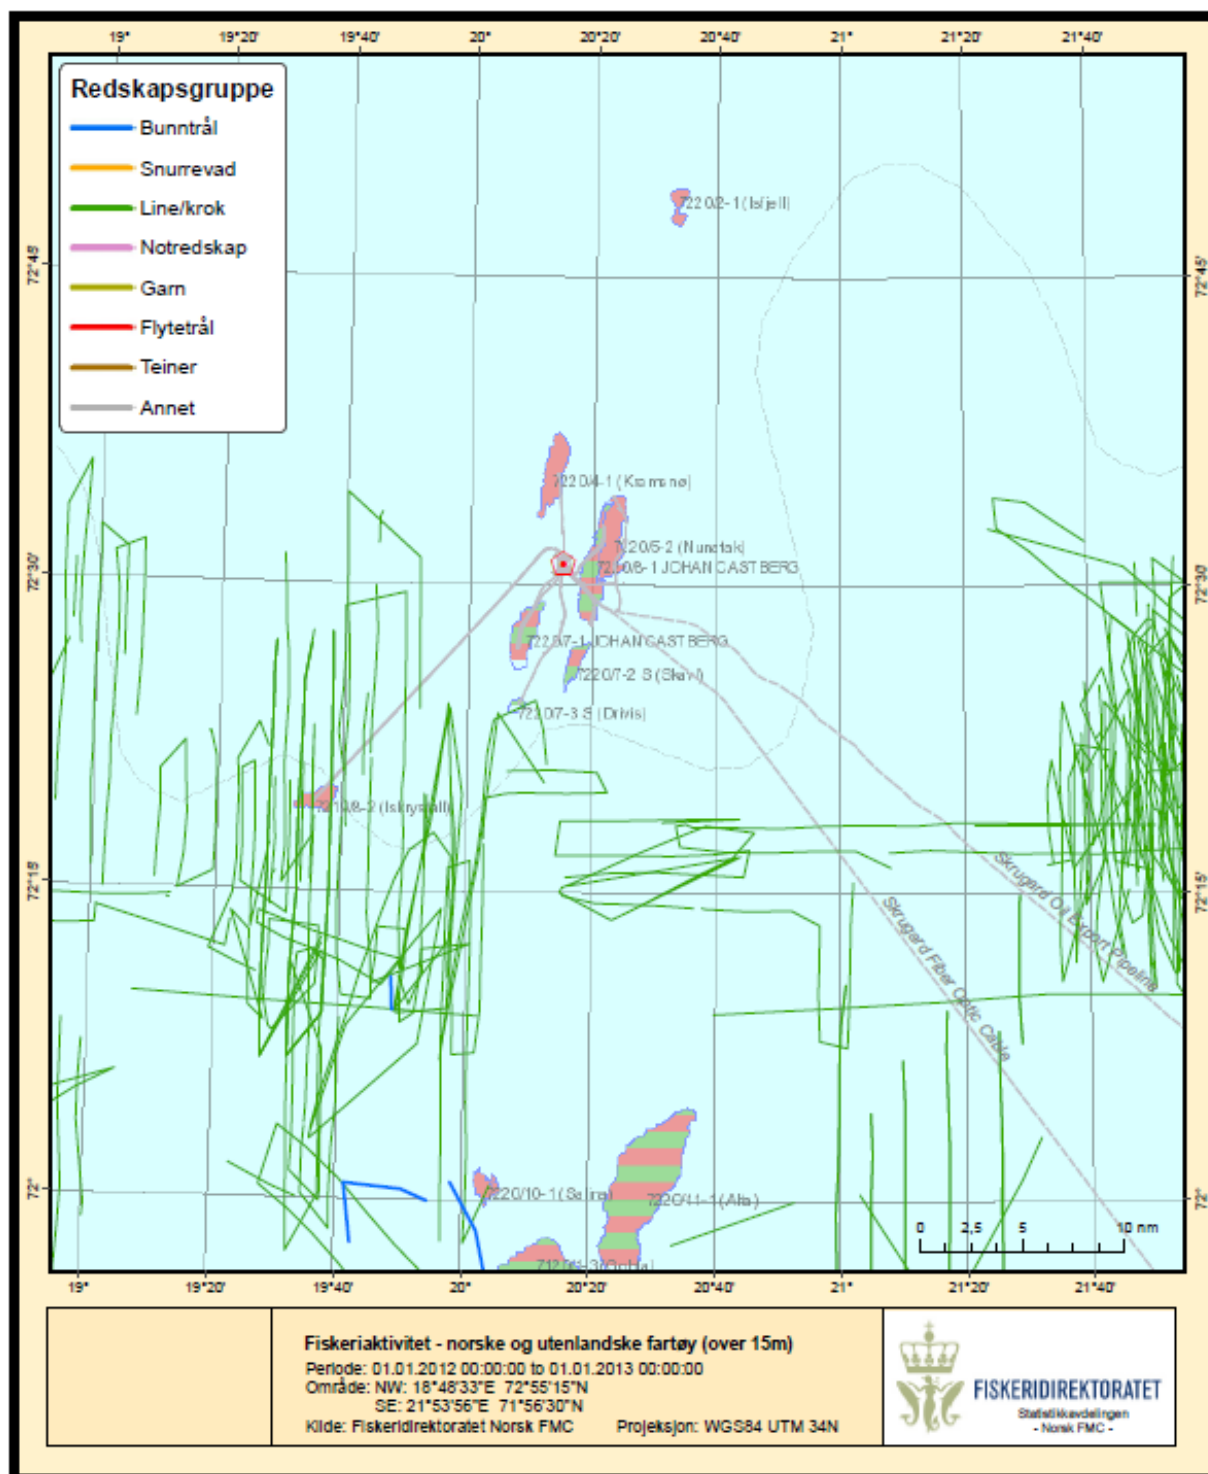 19° 19°20' 19°40' 20° 20°20' 20°40' 21° 21°20' 21°40'
Redskapsgruppe
Bunntrål
Snurrevad
Line/krok
Notredskap
Garn
Flytetrål
Teiner
Annet
7220/2-1 (Isfjell)
72°45' 72°45'
7220/4-1 (Kramsnø)
7220/5-2 (Nunatak)
7220/8-1 JOHAN CASTBERG
72°30' 72°30'
7220/7-1 JOHAN CASTBERG
7220/7-2 S (Skavl)
7220/7-3 S (Drivis)
7219/8-2 (Iskrystall)
72°15' 72°15'
Skrugard Oil Export Pipeline
Skrugard Fiber Optic Cable
72° 72°
7220/10-1 (Salina)
7220/11-1 (Alta)
0 2,5 5 10 nm
19° 19°20' 19°40' 20° 20°20' 20°40' 21° 21°20' 21°40'
Fiskeriaktivitet - norske og utenlandske fartøy (over 15m)
Periode: 01.01.2012 00:00:00 to 01.01.2013 00:00:00
Område: NW: 18°48'33"E 72°55'15"N
SE: 21°53'56"E 71°56'30"N
Kilde: Fiskeridirektoratet Norsk FMC Projeksjon: WGS84 UTM 34N
FISKERIDIREKTORATET
Statistikkavdelingen
- Norsk FMC -